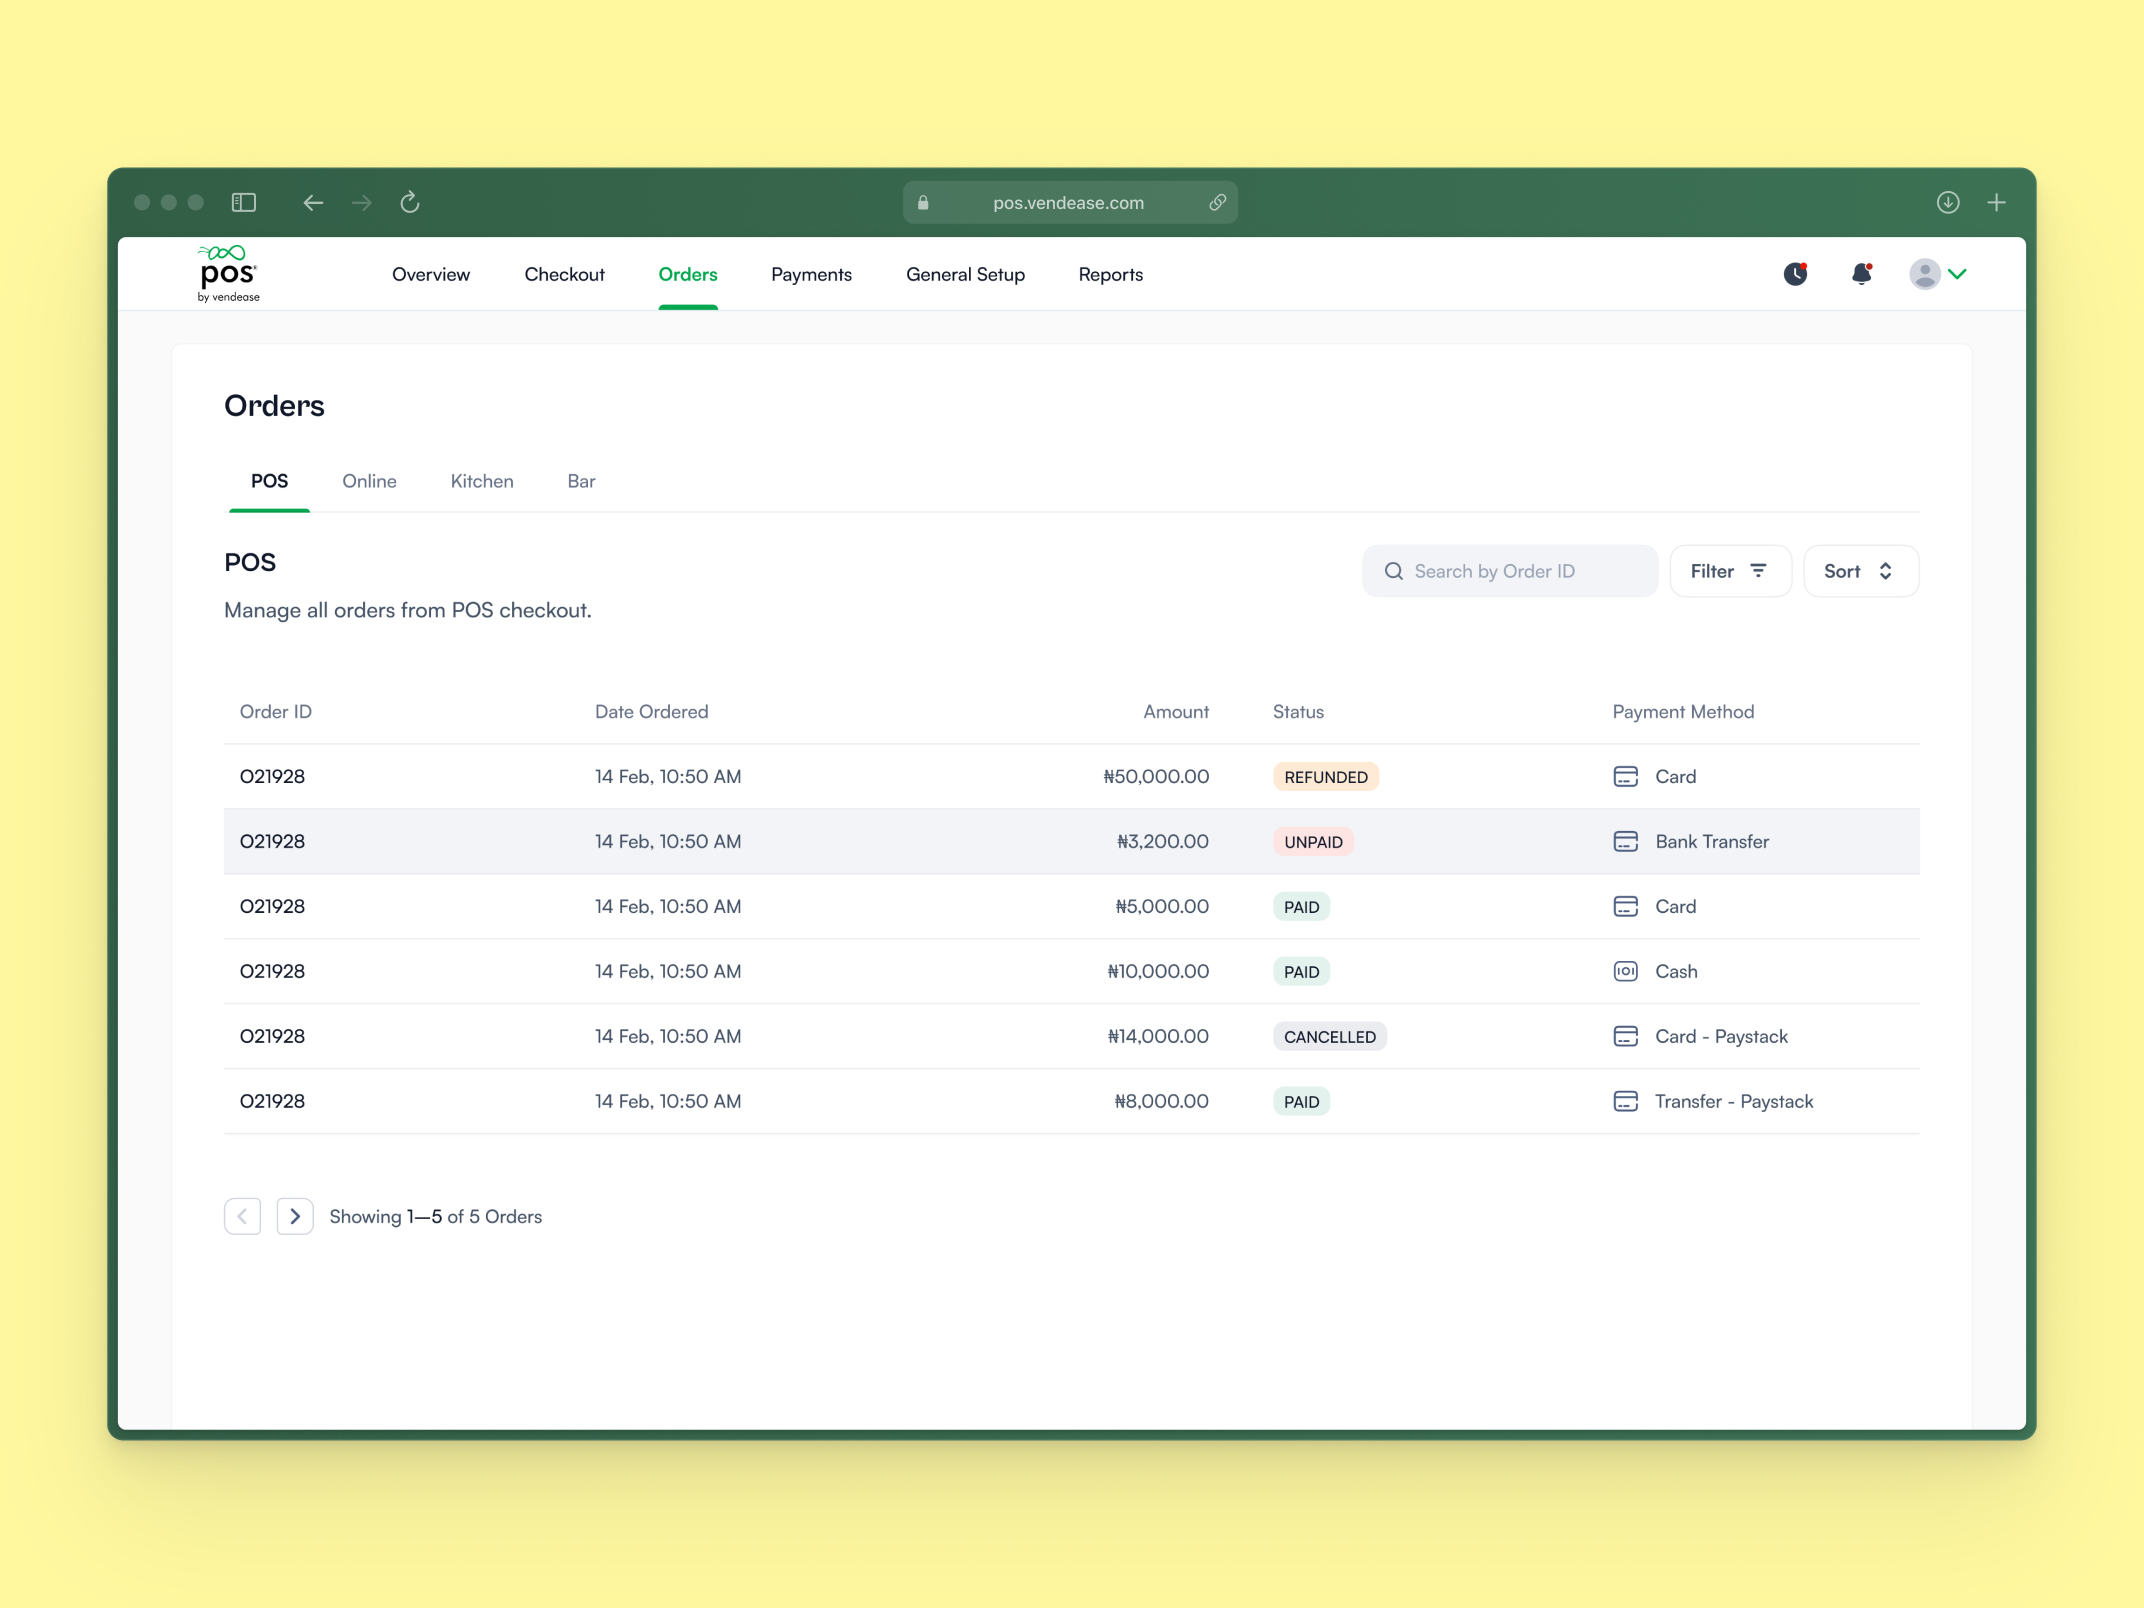 pos.vendease.com
pos
by vendease
Overview Checkout Orders Payments General Setup Reports
Orders
POS Online Kitchen Bar
POS
Manage all orders from POS checkout.
Search by Order ID Filter Sort
Order ID Date Ordered Amount Status Payment Method
O21928 14 Feb, 10:50 AM ₦50,000.00 REFUNDED Card
O21928 14 Feb, 10:50 AM ₦3,200.00 UNPAID Bank Transfer
O21928 14 Feb, 10:50 AM ₦5,000.00 PAID Card
O21928 14 Feb, 10:50 AM ₦10,000.00 PAID Cash
O21928 14 Feb, 10:50 AM ₦14,000.00 CANCELLED Card - Paystack
O21928 14 Feb, 10:50 AM ₦8,000.00 PAID Transfer - Paystack
Showing 1—5 of 5 Orders